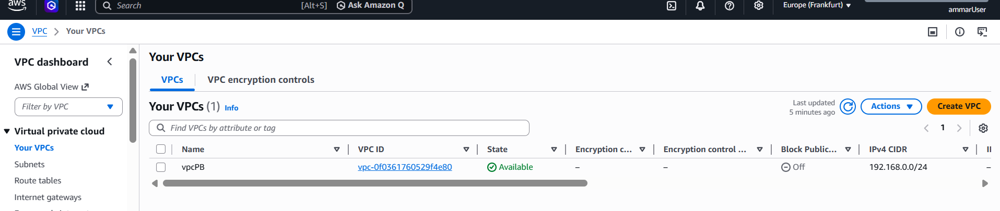 aws
Search [Alt+S] Ask Amazon Q Europe (Frankfurt)
ammarUser
VPC Your VPCs
VPC dashboard
AWS Global View
Filter by VPC
Virtual private cloud
Your VPCs
Subnets
Route tables
Internet gateways
Your VPCs
VPCs VPC encryption controls
Your VPCs (1) Info
Last updated
5 minutes ago
Actions Create VPC
Find VPCs by attribute or tag
1
Name VPC ID State Encryption c... Encryption control ... Block Public... IPv4 CIDR
vpcPB vpc-0f0361760529f4e80 Available – – Off 192.168.0.0/24 –